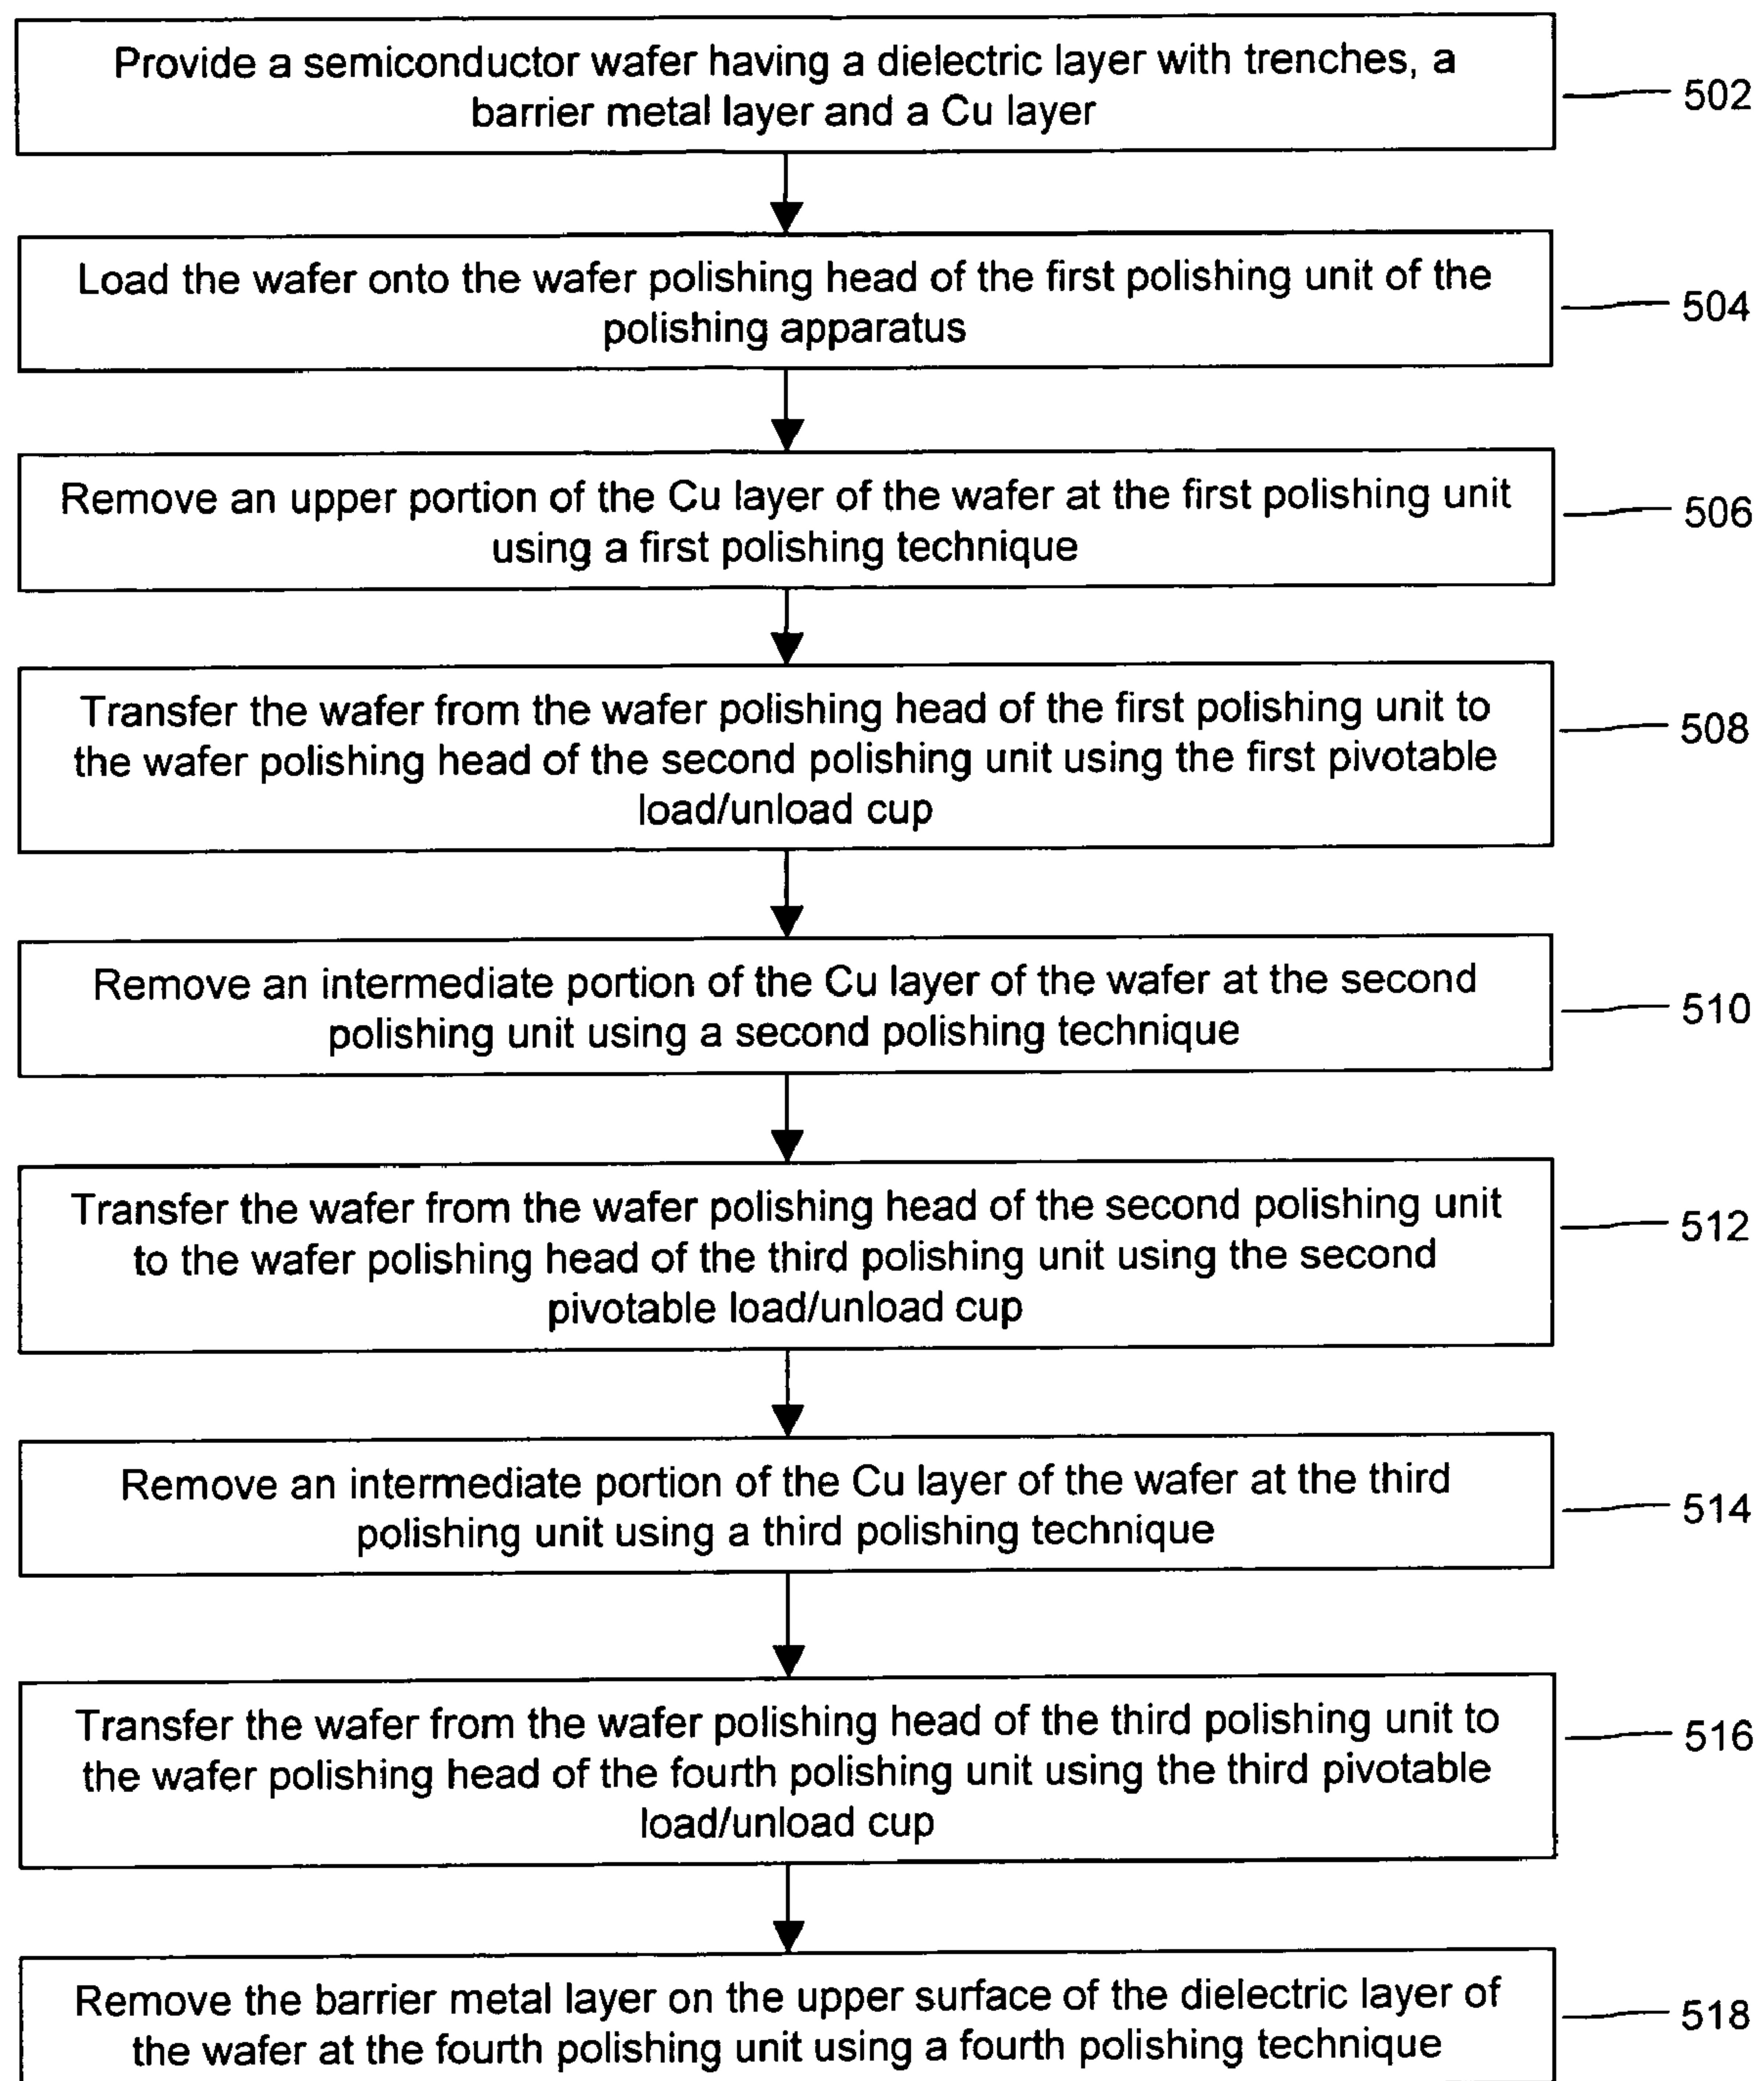 Provide a semiconductor wafer having a dielectric layer with trenches, a
barrier metal layer and a Cu layer
502
Load the wafer onto the wafer polishing head of the first polishing unit of the
polishing apparatus
504
Remove an upper portion of the Cu layer of the wafer at the first polishing unit
using a first polishing technique
506
Transfer the wafer from the wafer polishing head of the first polishing unit to
the wafer polishing head of the second polishing unit using the first pivotable
load/unload cup
508
Remove an intermediate portion of the Cu layer of the wafer at the second
polishing unit using a second polishing technique
510
Transfer the wafer from the wafer polishing head of the second polishing unit
to the wafer polishing head of the third polishing unit using the second
pivotable load/unload cup
512
Remove an intermediate portion of the Cu layer of the wafer at the third
polishing unit using a third polishing technique
514
Transfer the wafer from the wafer polishing head of the third polishing unit to
the wafer polishing head of the fourth polishing unit using the third pivotable
load/unload cup
516
Remove the barrier metal layer on the upper surface of the dielectric layer of
the wafer at the fourth polishing unit using a fourth polishing technique
518